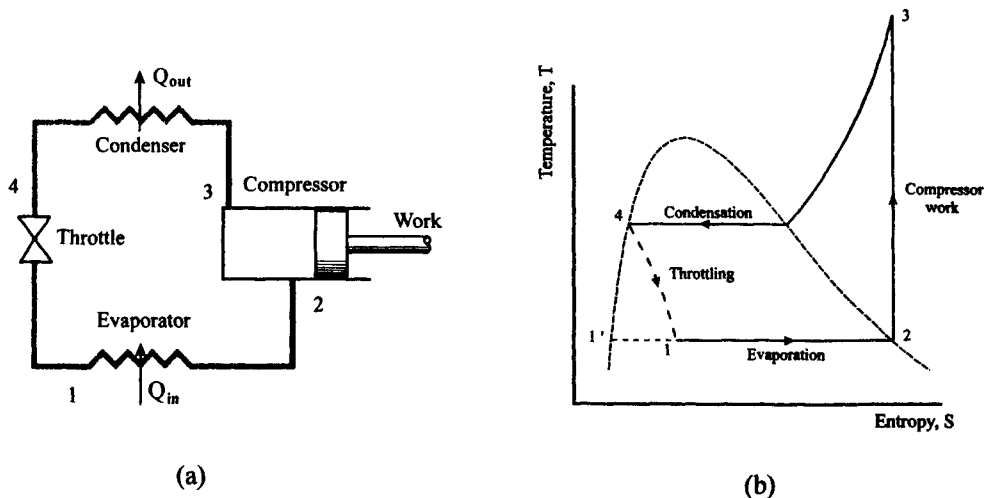 Qout
Condenser
4
3
Compressor
Throttle
Work
2
Evaporator
1
Qin
(a)
Temperature, T
3
4
Condensation
Compressor
work
Throttling
1'
1
Evaporation
2
Entropy, S
(b)